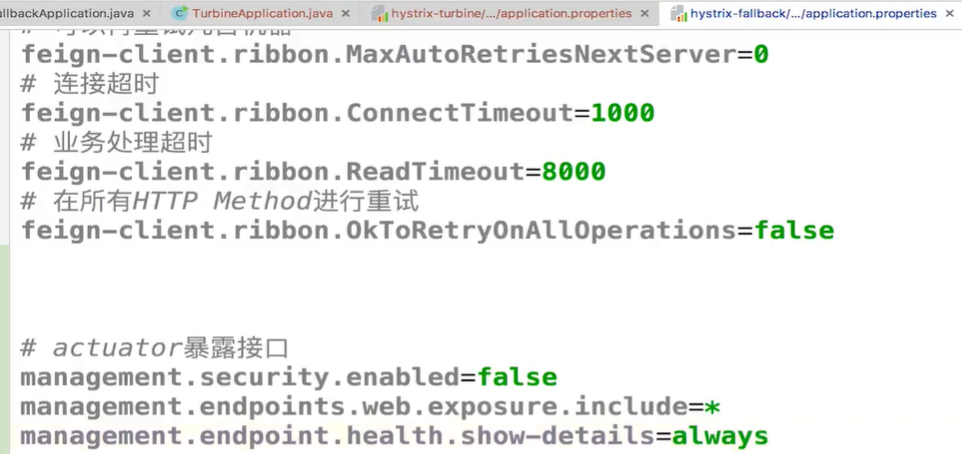 llbackApplication.java × TurbineApplication.java × hystrix-turbine/.../application.properties × hystrix-fallback/.../application.properties ×
feign-client.ribbon.MaxAutoRetriesNextServer=0
# 连接超时
feign-client.ribbon.ConnectTimeout=1000
# 业务处理超时
feign-client.ribbon.ReadTimeout=8000
# 在所有HTTP Method进行重试
feign-client.ribbon.OkToRetryOnAllOperations=false
# actuator暴露接口
management.security.enabled=false
management.endpoints.web.exposure.include=*
management.endpoint.health.show-details=always